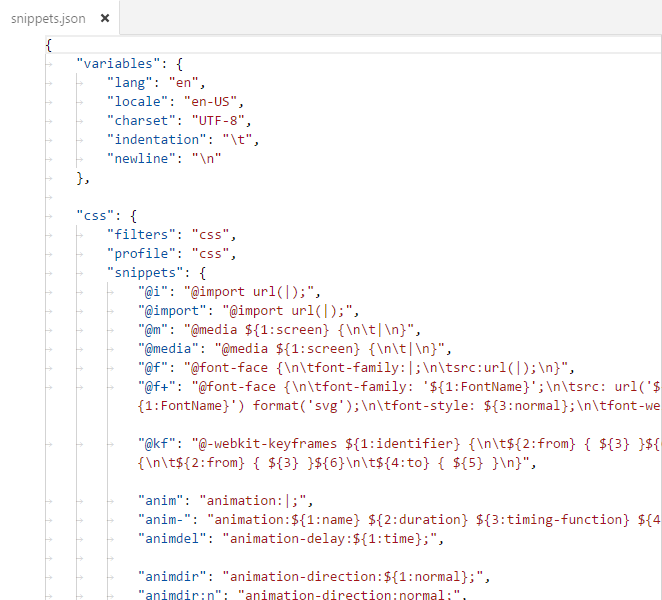 snippets.json ×
{
"variables": {
"lang": "en",
"locale": "en-US",
"charset": "UTF-8",
"indentation": "\t",
"newline": "\n"
},
"css": {
"filters": "css",
"profile": "css",
"snippets": {
"@i": "@import url(|);",
"@import": "@import url(|);",
"@m": "@media ${1:screen} {\n\t|\n}",
"@media": "@media ${1:screen} {\n\t|\n}",
"@f": "@font-face {\n\tfont-family:|;\n\tsrc:url(|);\n}",
"@f+": "@font-face {\n\tfont-family: '${1:FontName}';\n\tsrc: url('$
{1:FontName}') format('svg');\n\tfont-style: ${3:normal};\n\tfont-we
"@kf": "@-webkit-keyframes ${1:identifier} {\n\t${2:from} { ${3} }${
{\n\t${2:from} { ${3} }${6}\n\t${4:to} { ${5} }\n}",
"anim": "animation:|;",
"anim-": "animation:${1:name} ${2:duration} ${3:timing-function} ${4
"animdel": "animation-delay:${1:time};",
"animdir": "animation-direction:${1:normal};",
"animdir:n": "animation-direction:normal;",